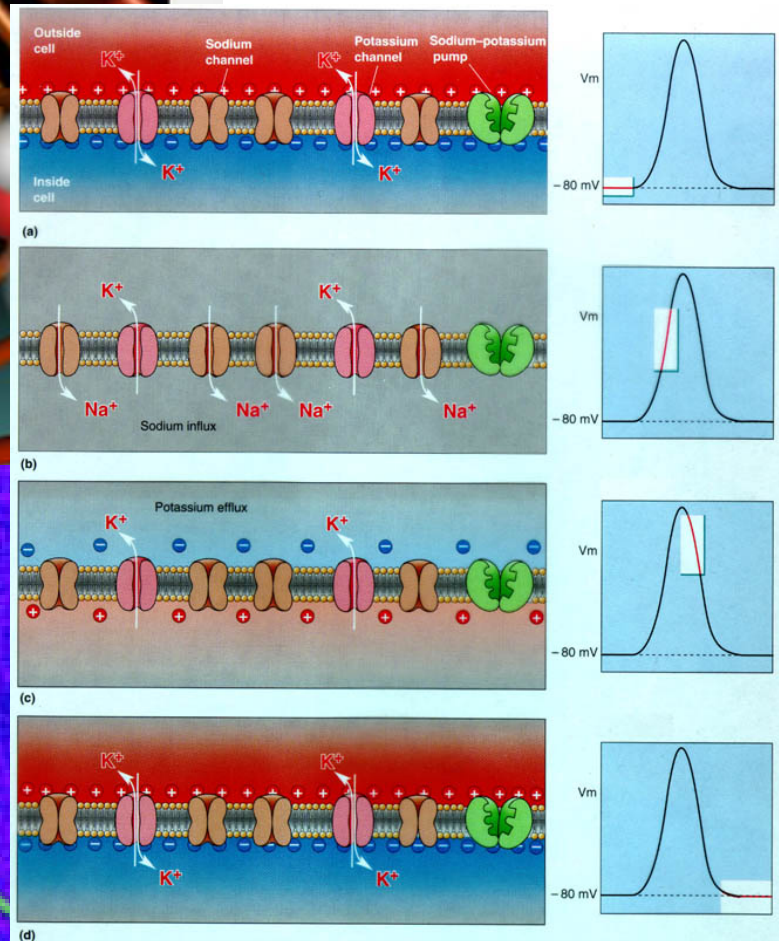 Outside
cell
Sodium
channel
Potassium
channel
Sodium–potassium
pump
K+
K+
K+
K+
Inside
cell
Vm
–80 mV
(a)
K+
K+
Na+
Na+
Na+
Na+
Sodium influx
Vm
–80 mV
(b)
Potassium efflux
K+
K+
Vm
–80 mV
(c)
K+
K+
K+
K+
Vm
–80 mV
(d)